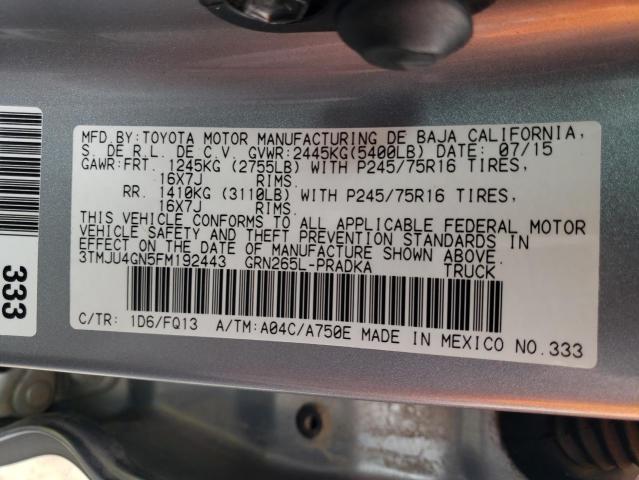 MFD.BY:TOYOTA MOTOR MANUFACTURING DE BAJA CALIFORNIA,
S. DE R.L. DE C.V. GVWR:2445KG(5400LB) DATE: 07/15
GAWR:FRT. 1245KG (2755LB) WITH P245/75R16 TIRES,
16X7J RIMS.
RR. 1410KG (3110LB) WITH P245/75R16 TIRES,
16X7J RIMS.
THIS VEHICLE CONFORMS TO ALL APPLICABLE FEDERAL MOTOR
VEHICLE SAFETY AND THEFT PREVENTION STANDARDS IN
EFFECT ON THE DATE OF MANUFACTURE SHOWN ABOVE.
3TMJU4GN5FM192443 GRN265L-PRADKA TRUCK
C/TR: 1D6/FQ13 A/TM:A04C/A750E MADE IN MEXICO NO.333
333